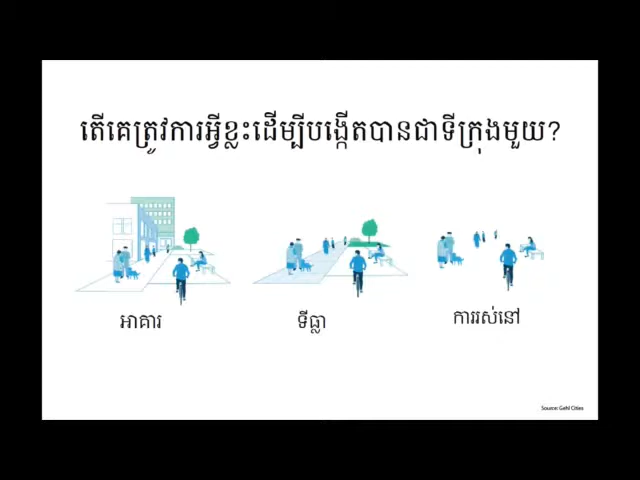 តើគេត្រូវការអ្វីខ្លះដើម្បីបង្កើតបានជាទីក្រុងមួយ?
អាគារ
ទីធ្លា
ការរស់នៅ
Source: Gehl Cities